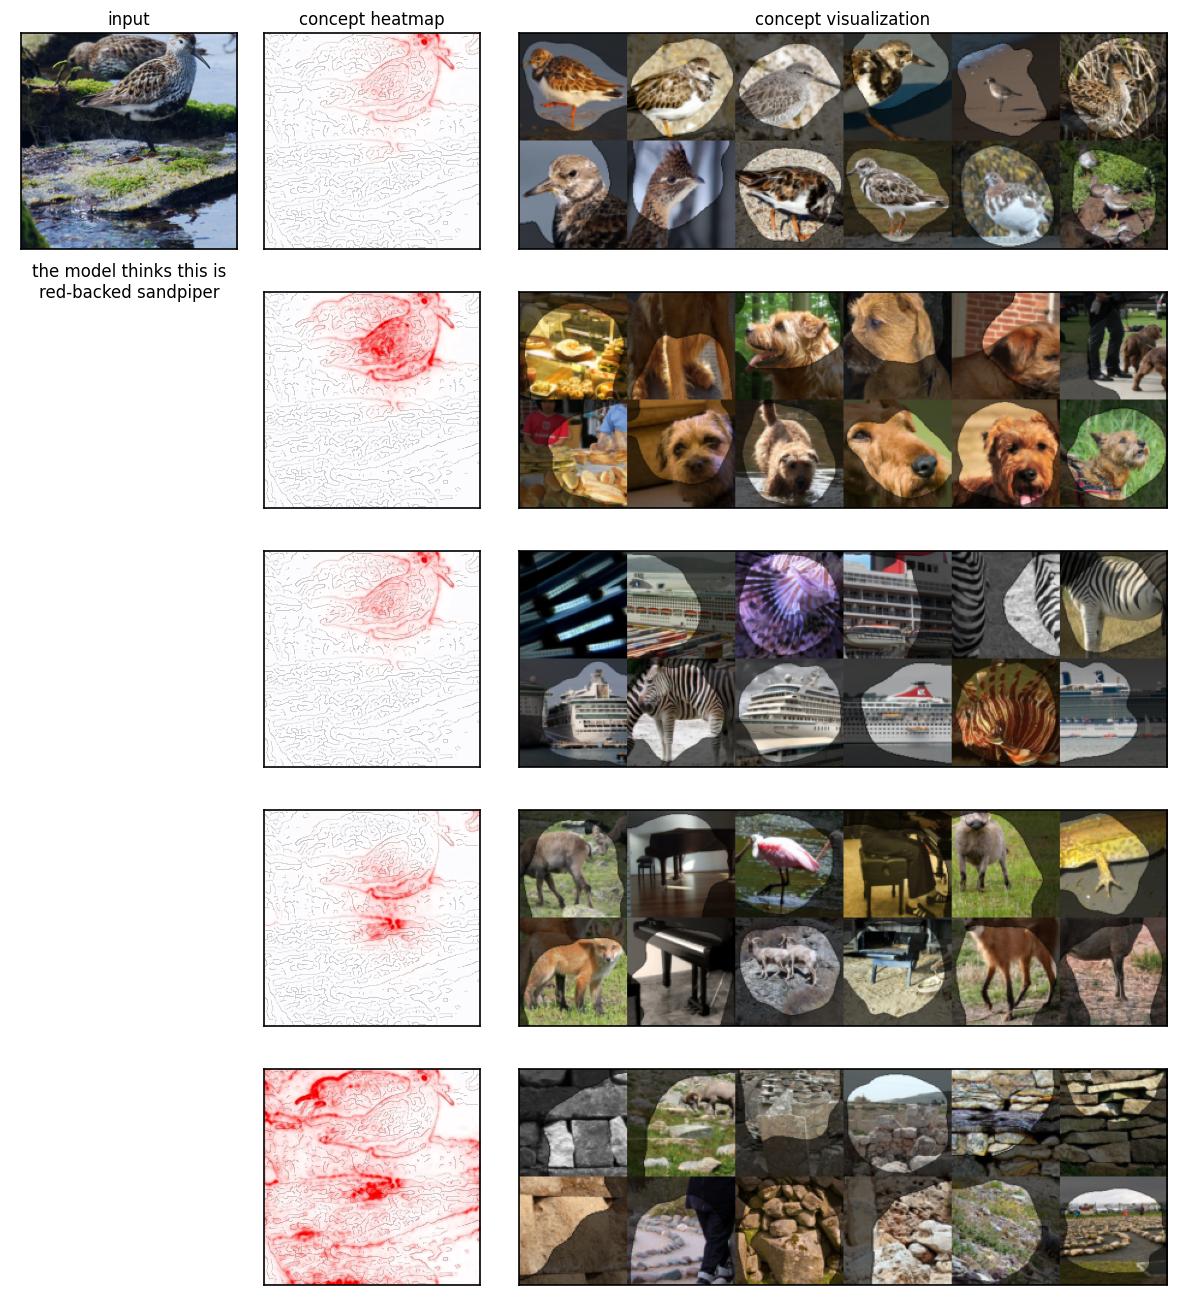 input
concept heatmap
concept visualization
the model thinks this is
red-backed sandpiper